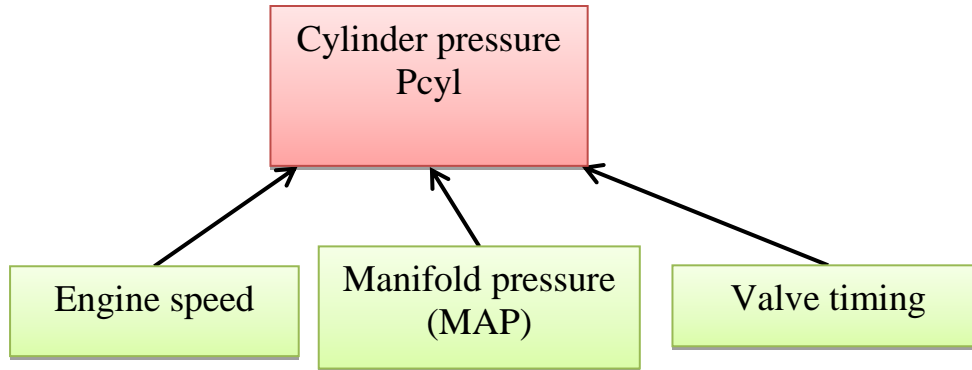 Cylinder pressure
Pcyl
Engine speed
Manifold pressure
(MAP)
Valve timing